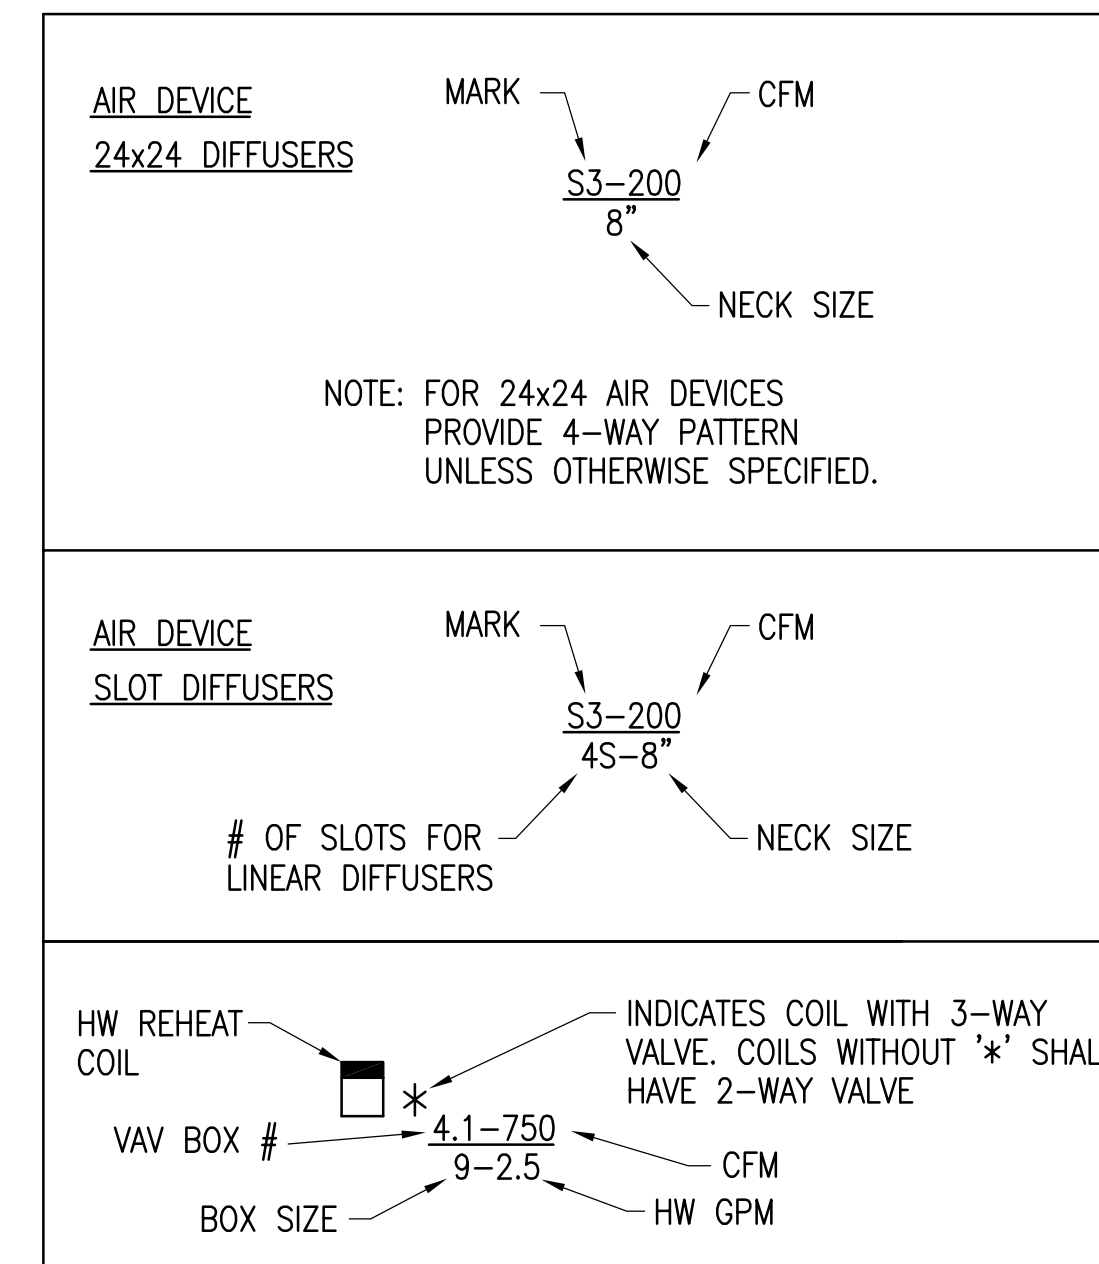 AIR DEVICE
24x24 DIFFUSERS
MARK
CFM
S3-200
8"
NECK SIZE
NOTE: FOR 24x24 AIR DEVICES
PROVIDE 4-WAY PATTERN
UNLESS OTHERWISE SPECIFIED.
AIR DEVICE
SLOT DIFFUSERS
MARK
CFM
S3-200
4S-8"
# OF SLOTS FOR
LINEAR DIFFUSERS
NECK SIZE
HW REHEAT
COIL
INDICATES COIL WITH 3-WAY
VALVE. COILS WITHOUT '*' SHAL
HAVE 2-WAY VALVE
*
VAV BOX #
4.1-750
9-2.5
CFM
BOX SIZE
HW GPM